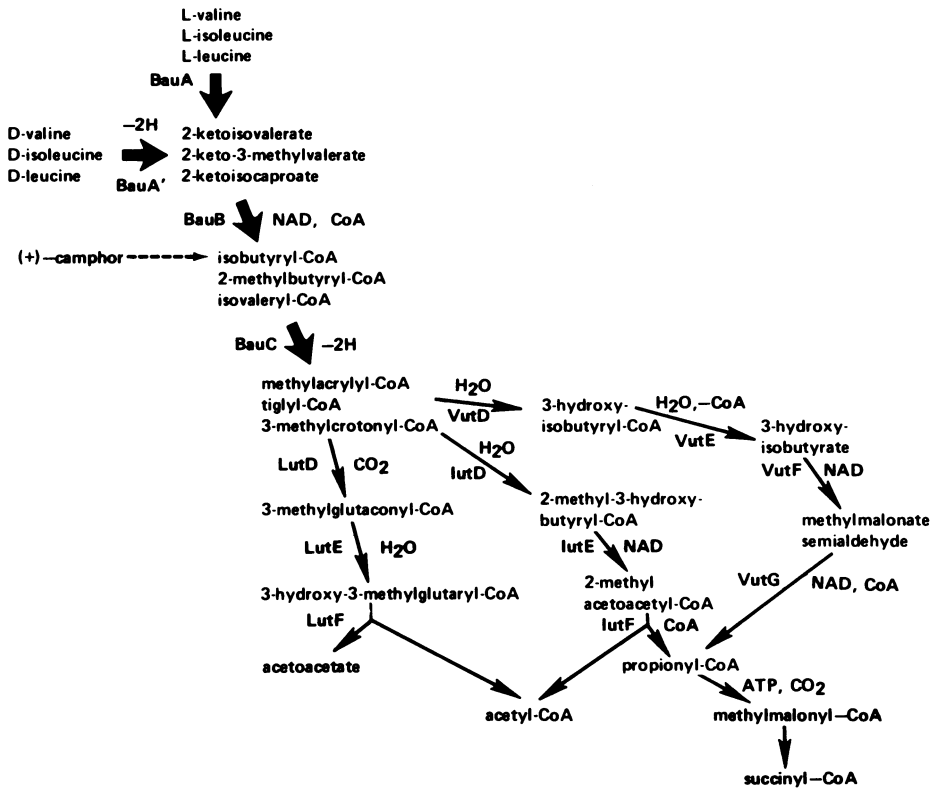 L-valine
L-isoleucine
L-leucine
BauA
–2H
D-valine
D-isoleucine
D-leucine
BauA'
2-ketoisovalerate
2-keto-3-methylvalerate
2-ketoisocaproate
BauB
NAD, CoA
(+)–camphor
isobutyryl-CoA
2-methylbutyryl-CoA
isovaleryl-CoA
BauC
–2H
methylacrylyl-CoA
tiglyl-CoA
3-methylcrotonyl-CoA
H2O
VutD
3-hydroxy-
isobutyryl-CoA
H2O,–CoA
VutE
3-hydroxy-
isobutyrate
LutD
CO2
H2O
IutD
VutF
NAD
3-methylglutaconyl-CoA
2-methyl-3-hydroxy-
butyryl-CoA
methylmalonate
semialdehyde
LutE
H2O
IutE
NAD
VutG
NAD, CoA
3-hydroxy-3-methylglutaryl-CoA
2-methyl
acetoacetyl-CoA
LutF
IutF
CoA
acetoacetate
propionyl-CoA
ATP, CO2
acetyl-CoA
methylmalonyl–CoA
succinyl–CoA